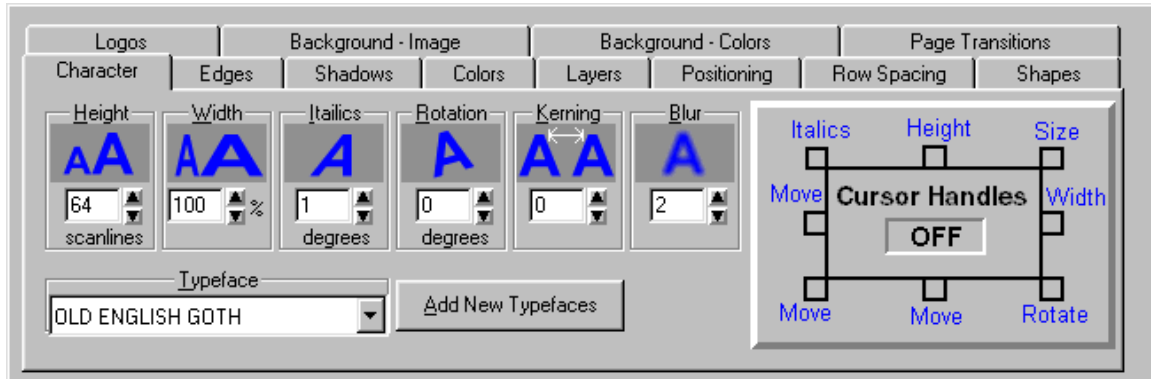 Logos Background - Image Background - Colors Page Transitions
Character Edges Shadows Colors Layers Positioning Row Spacing Shapes
Height Width Itailics Rotation Kerning Blur
AA AA A A A A A
64 100 % 1 0 0 2
scanlines degrees degrees
Typeface
OLD ENGLISH GOTH Add New Typefaces
Italics Height Size
Move Cursor Handles Width
OFF
Move Move Rotate